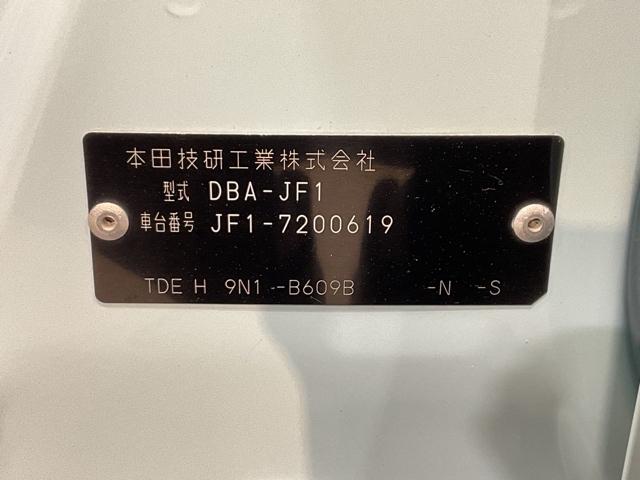 本田技研工業株式会社
型式 DBA-JF1
車台番号 JF1-7200619
TDE H 9N1 -B609B -N -S